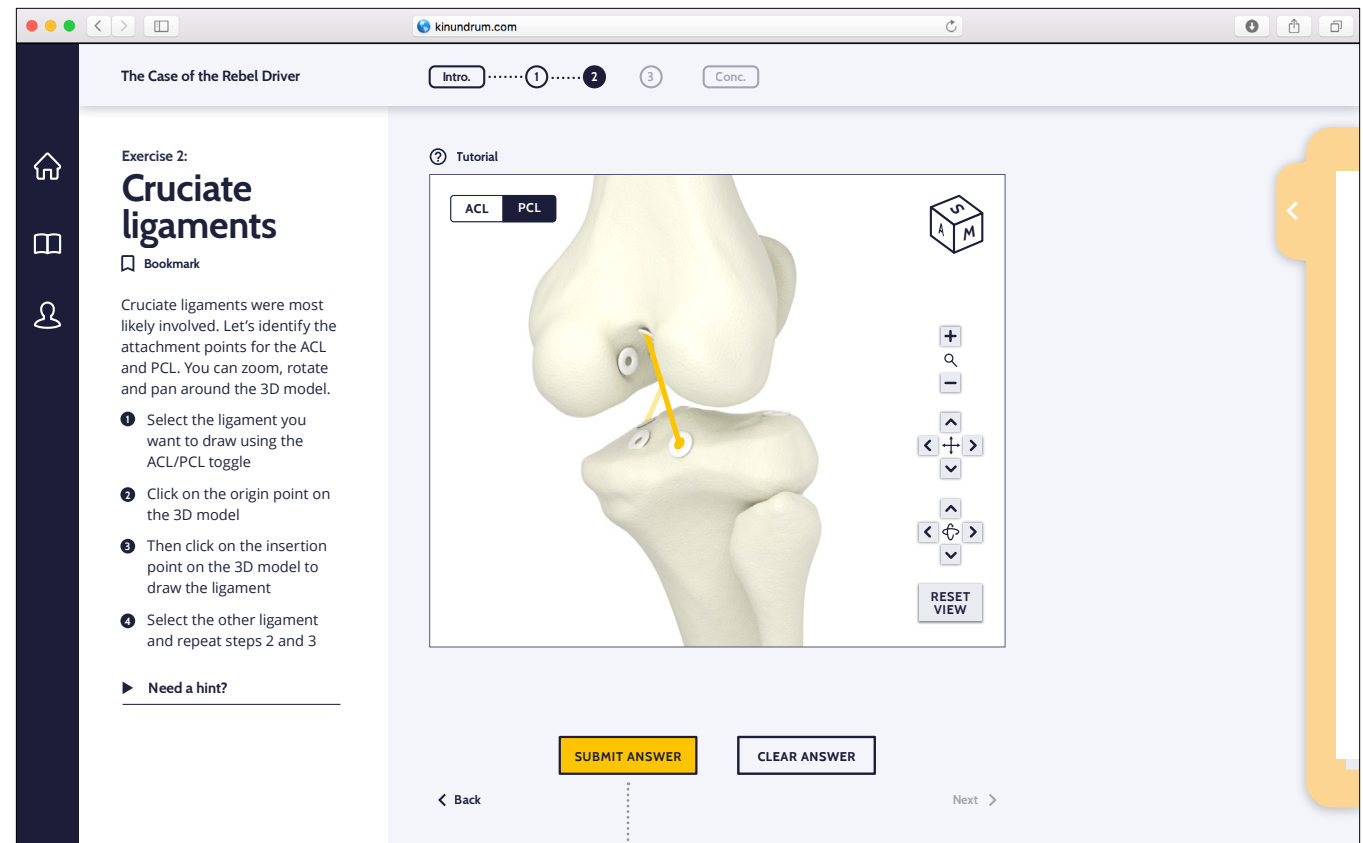 kinundrum.com
The Case of the Rebel Driver
Intro. 1 2 3 Conc.
Exercise 2:
Cruciate
ligaments
Bookmark
Cruciate ligaments were most
likely involved. Let’s identify the
attachment points for the ACL
and PCL. You can zoom, rotate
and pan around the 3D model.
1 Select the ligament you
want to draw using the
ACL/PCL toggle
2 Click on the origin point on
the 3D model
3 Then click on the insertion
point on the 3D model to
draw the ligament
4 Select the other ligament
and repeat steps 2 and 3
Need a hint?
? Tutorial
ACL PCL
S
A M
RESET
VIEW
SUBMIT ANSWER CLEAR ANSWER
Back Next